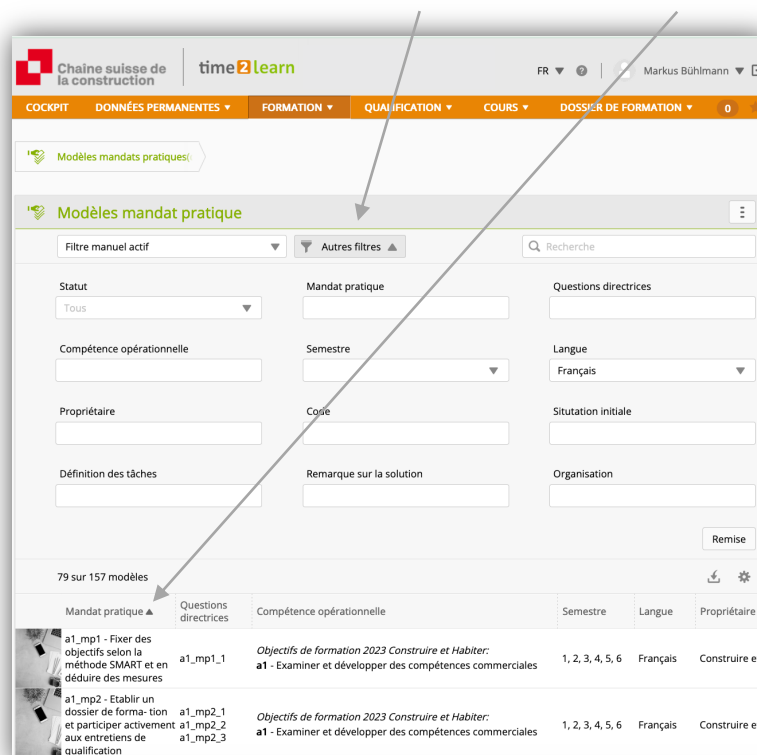 Chaîne suisse de
la construction
time2learn
FR
Markus Bühlmann
COCKPIT DONNÉES PERMANENTES FORMATION QUALIFICATION COURS DOSSIER DE FORMATION 0
Modèles mandats pratiques(
Modèles mandat pratique
Filtre manuel actif Autres filtres Recherche
Statut Mandat pratique Questions directrices
Tous
Compétence opérationnelle Semestre Langue
Français
Propriétaire Code Situtation initiale
Définition des tâches Remarque sur la solution Organisation
Remise
79 sur 157 modèles
Mandat pratique Questions directrices Compétence opérationnelle Semestre Langue Propriétaire
a1_mp1 - Fixer des
objectifs selon la
méthode SMART et en
déduire des mesures
a1_mp1_1
Objectifs de formation 2023 Construire et Habiter:
a1 - Examiner et développer des compétences commerciales
1, 2, 3, 4, 5, 6 Français Construire e
a1_mp2 - Etablir un
dossier de forma- tion
et participer activement
aux entretiens de
qualification
a1_mp2_1
a1_mp2_2
a1_mp2_3
Objectifs de formation 2023 Construire et Habiter:
a1 - Examiner et développer des compétences commerciales
1, 2, 3, 4, 5, 6 Français Construire e